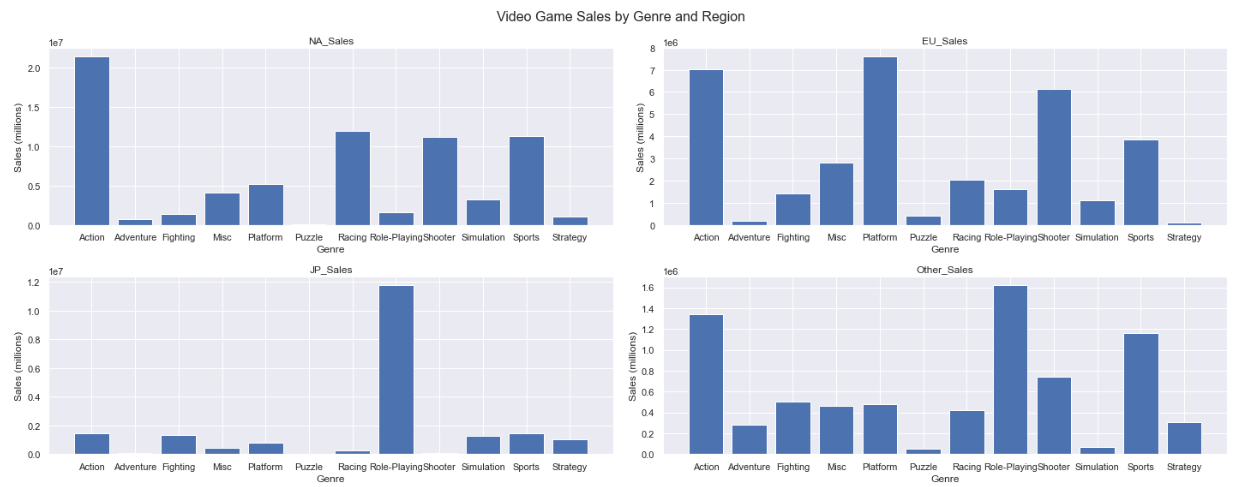 Video Game Sales by Genre and Region
NA_Sales
1e7
2.0
1.5
1.0
0.5
0.0
Sales (millions)
Action Adventure Fighting Misc Platform Puzzle Racing Role-Playing Shooter Simulation Sports Strategy
Genre
EU_Sales
1e6
8
7
6
5
4
3
2
1
0
Sales (millions)
Action Adventure Fighting Misc Platform Puzzle Racing Role-Playing Shooter Simulation Sports Strategy
Genre
JP_Sales
1e7
1.2
1.0
0.8
0.6
0.4
0.2
0.0
Sales (millions)
Action Adventure Fighting Misc Platform Puzzle Racing Role-Playing Shooter Simulation Sports Strategy
Genre
Other_Sales
1e6
1.6
1.4
1.2
1.0
0.8
0.6
0.4
0.2
0.0
Sales (millions)
Action Adventure Fighting Misc Platform Puzzle Racing Role-Playing Shooter Simulation Sports Strategy
Genre